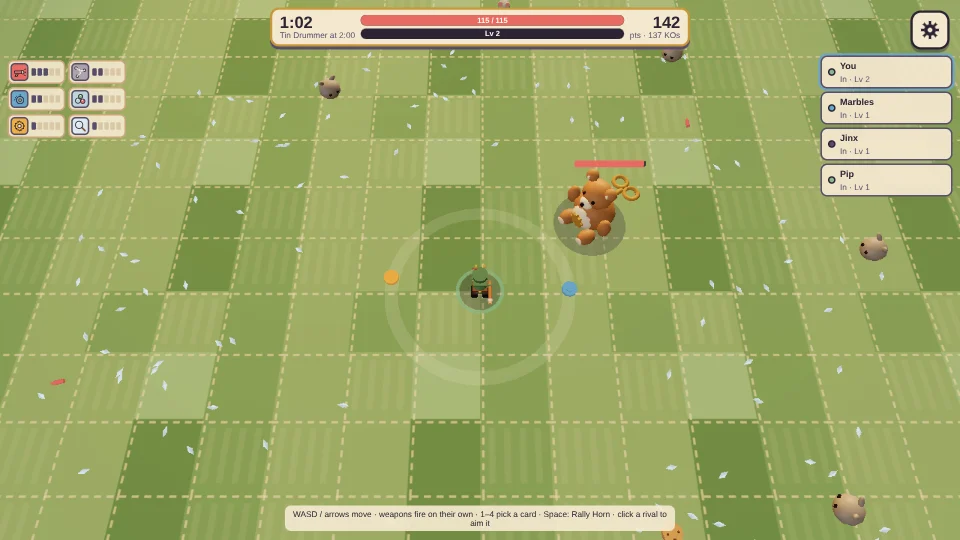 1:02
Tin Drummer at 2:00
115 / 115
Lv 2
142
pts · 137 KOs
You
In · Lv 2
Marbles
In · Lv 1
Jinx
In · Lv 1
Pip
In · Lv 1
WASD / arrows move · weapons fire on their own · 1–4 pick a card · Space: Rally Horn · click a rival to
aim it